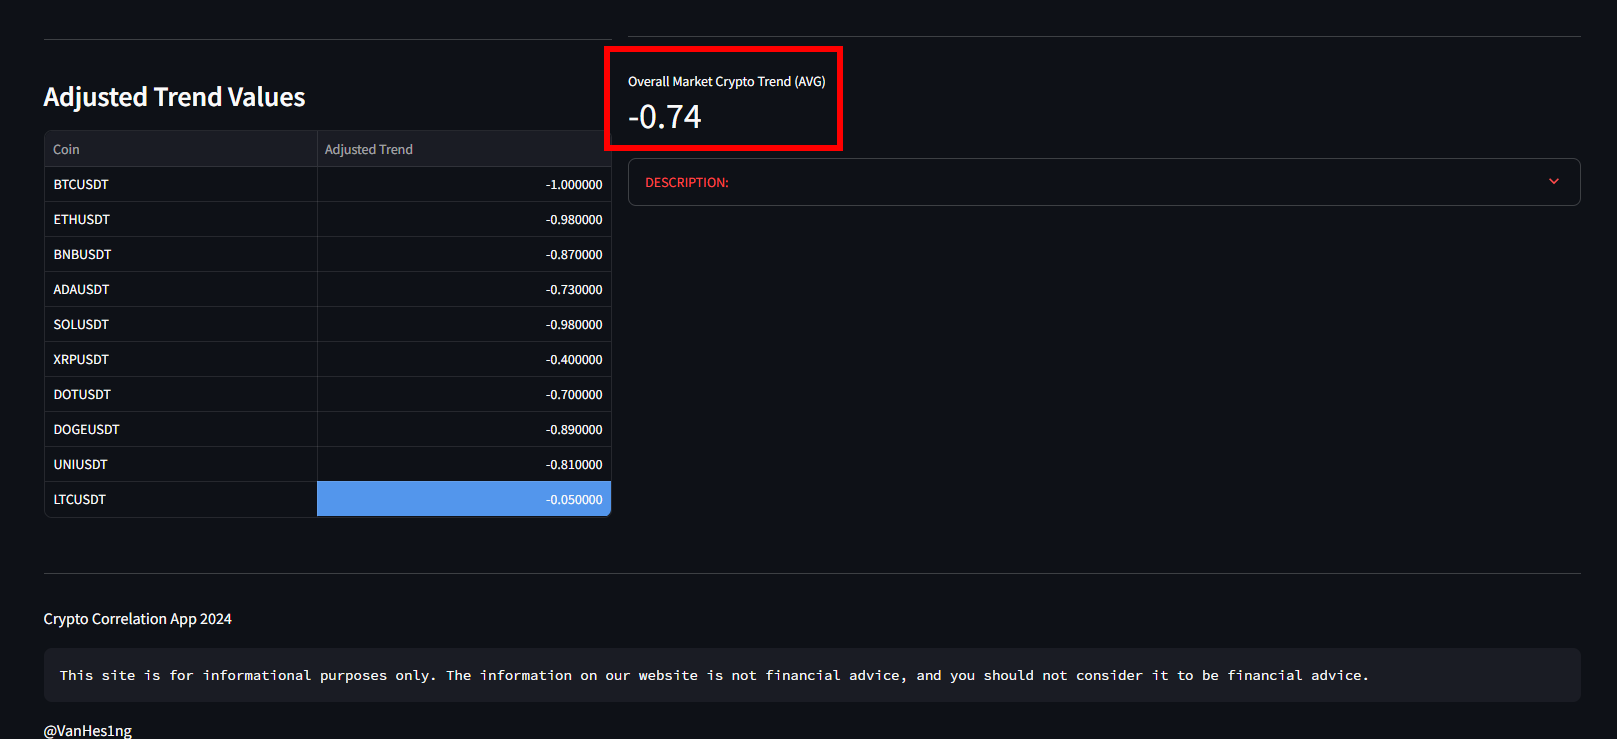 Adjusted Trend Values
Coin Adjusted Trend
BTCUSDT -1.000000
ETHUSDT -0.980000
BNBUSDT -0.870000
ADAUSDT -0.730000
SOLUSDT -0.980000
XRPUSDT -0.400000
DOTUSDT -0.700000
DOGEUSDT -0.890000
UNIUSDT -0.810000
LTCUSDT -0.050000
Overall Market Crypto Trend (AVG)
-0.74
DESCRIPTION:
Crypto Correlation App 2024
This site is for informational purposes only. The information on our website is not financial advice, and you should not consider it to be financial advice.
@VanHes1ng